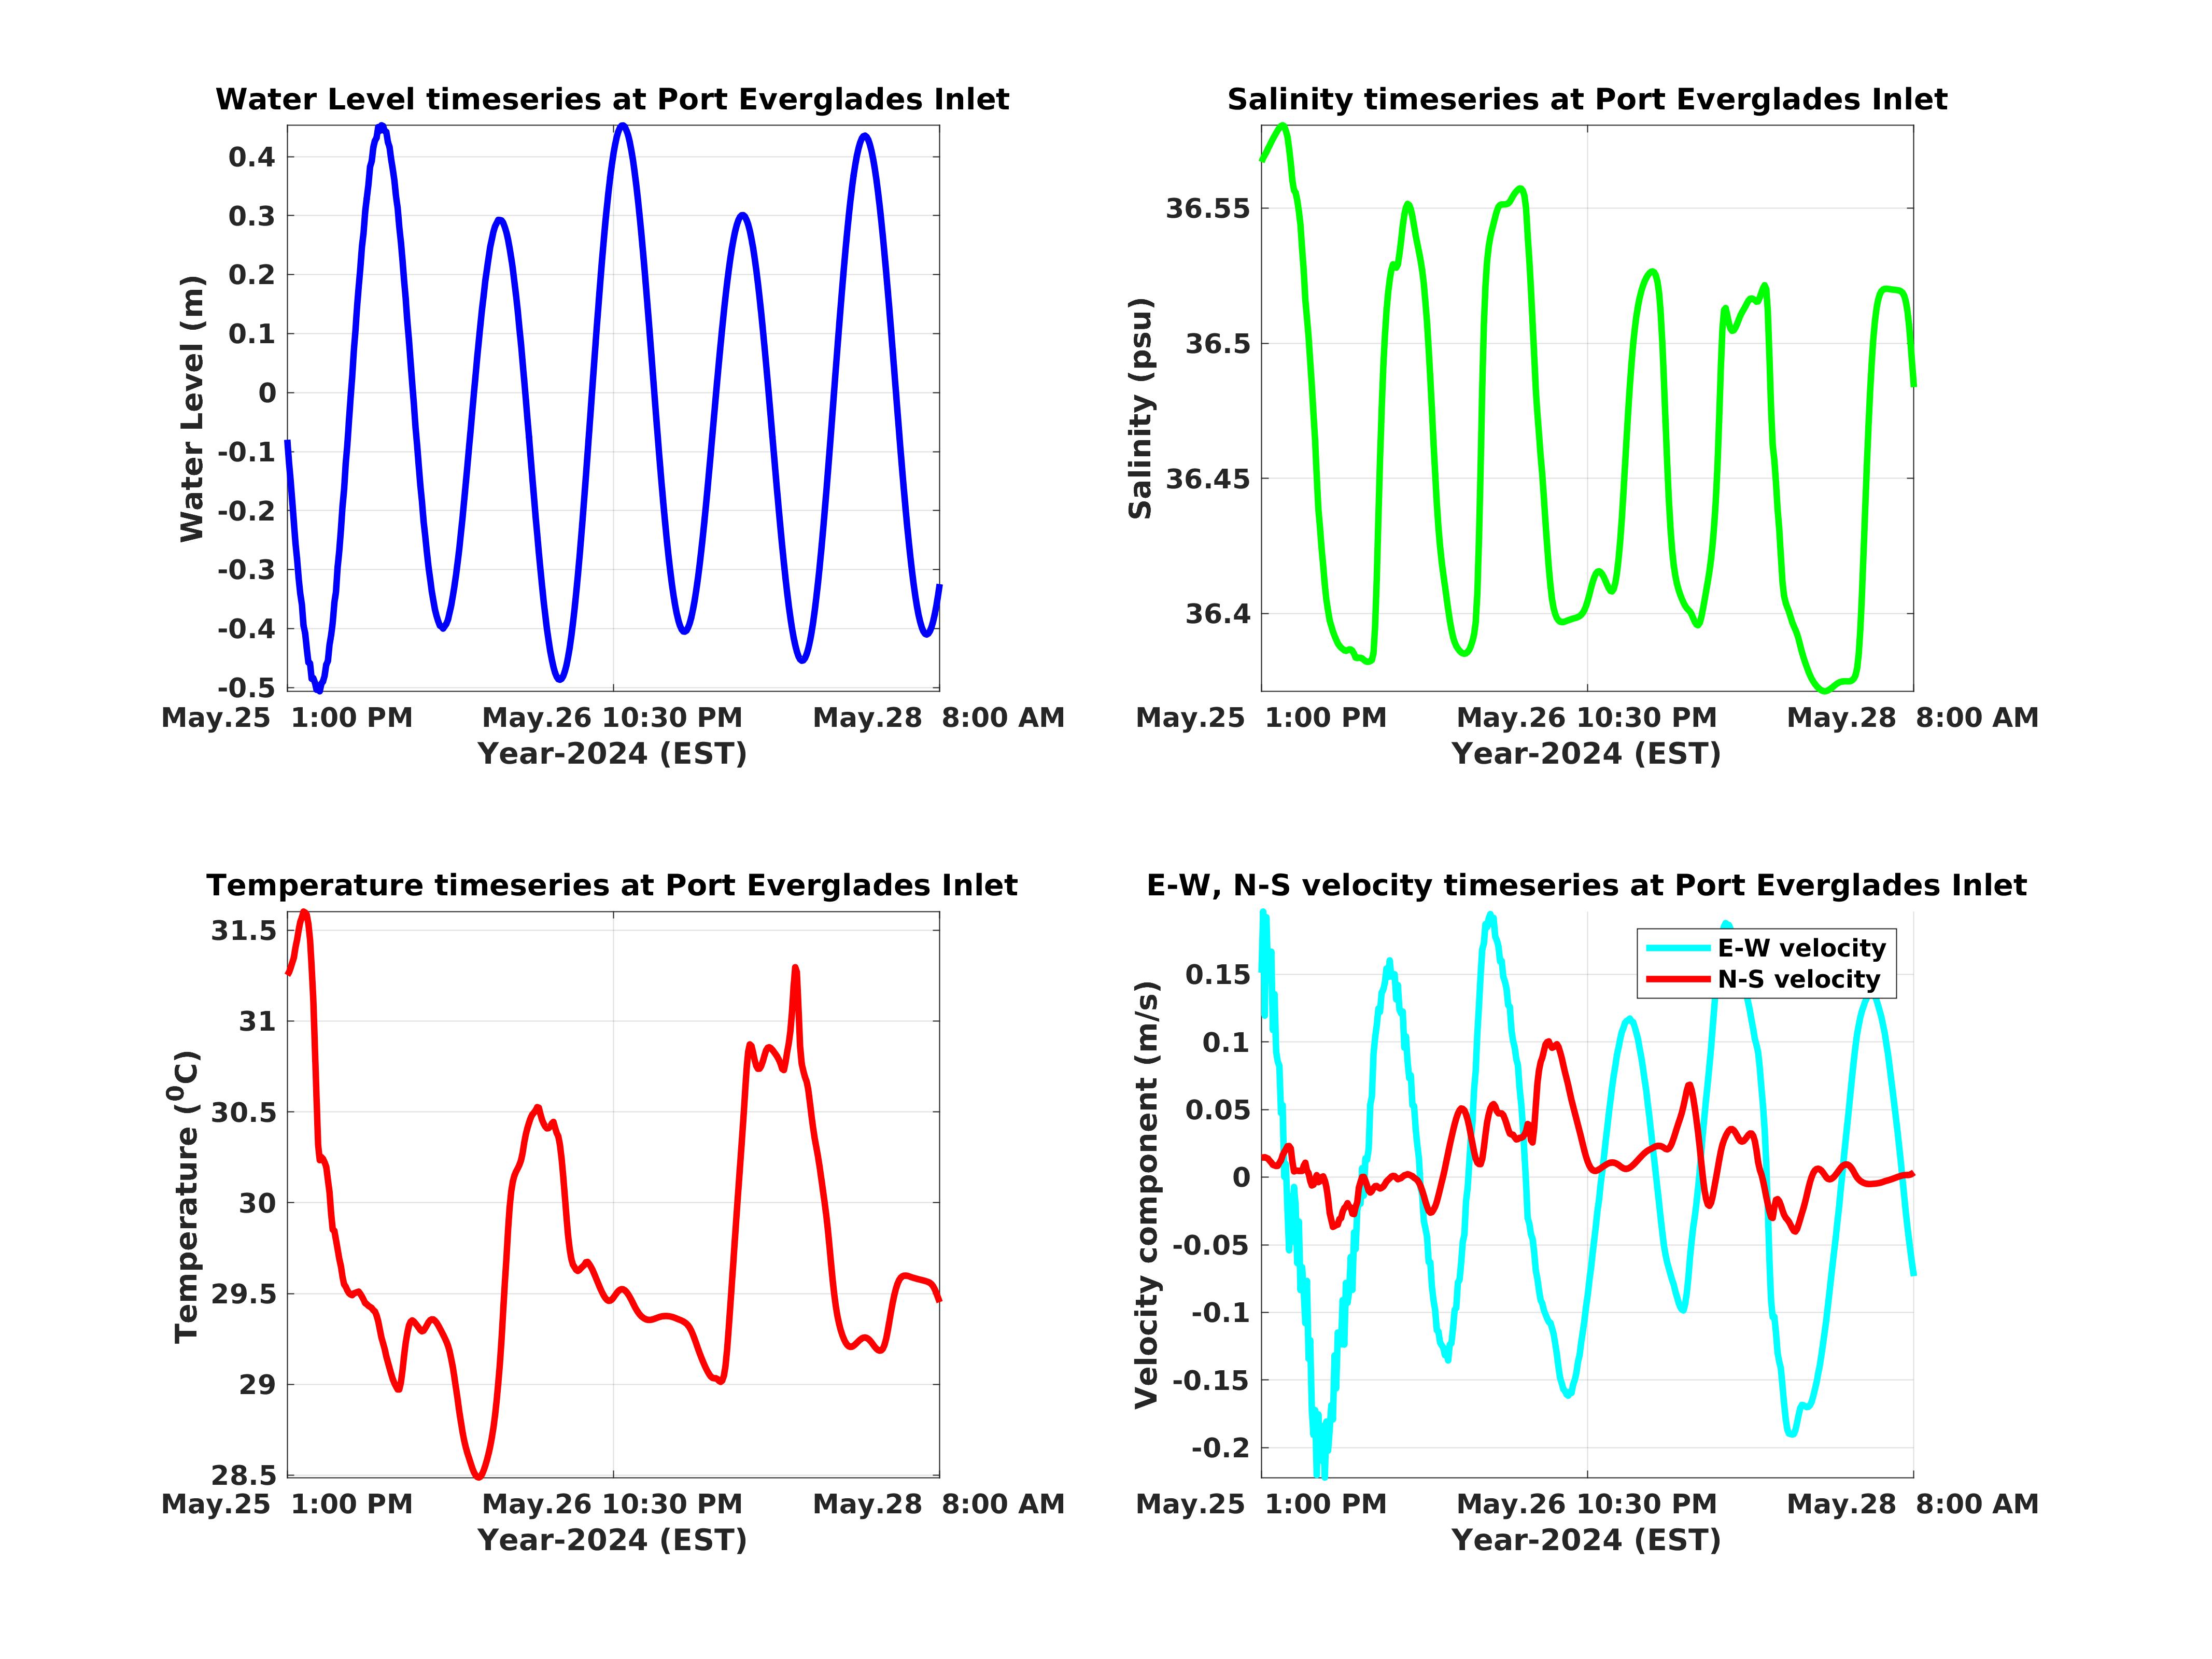 Water Level timeseries at Port Everglades Inlet
Water Level (m)
0.4
0.3
0.2
0.1
0
-0.1
-0.2
-0.3
-0.4
-0.5
May.25  1:00 PM
May.26 10:30 PM
May.28  8:00 AM
Year-2024 (EST)
Salinity timeseries at Port Everglades Inlet
Salinity (psu)
36.55
36.5
36.45
36.4
May.25  1:00 PM
May.26 10:30 PM
May.28  8:00 AM
Year-2024 (EST)
Temperature timeseries at Port Everglades Inlet
Temperature (⁰C)
31.5
31
30.5
30
29.5
29
28.5
May.25  1:00 PM
May.26 10:30 PM
May.28  8:00 AM
Year-2024 (EST)
E-W, N-S velocity timeseries at Port Everglades Inlet
Velocity component (m/s)
E-W velocity
N-S velocity
0.15
0.1
0.05
0
-0.05
-0.1
-0.15
-0.2
May.25  1:00 PM
May.26 10:30 PM
May.28  8:00 AM
Year-2024 (EST)